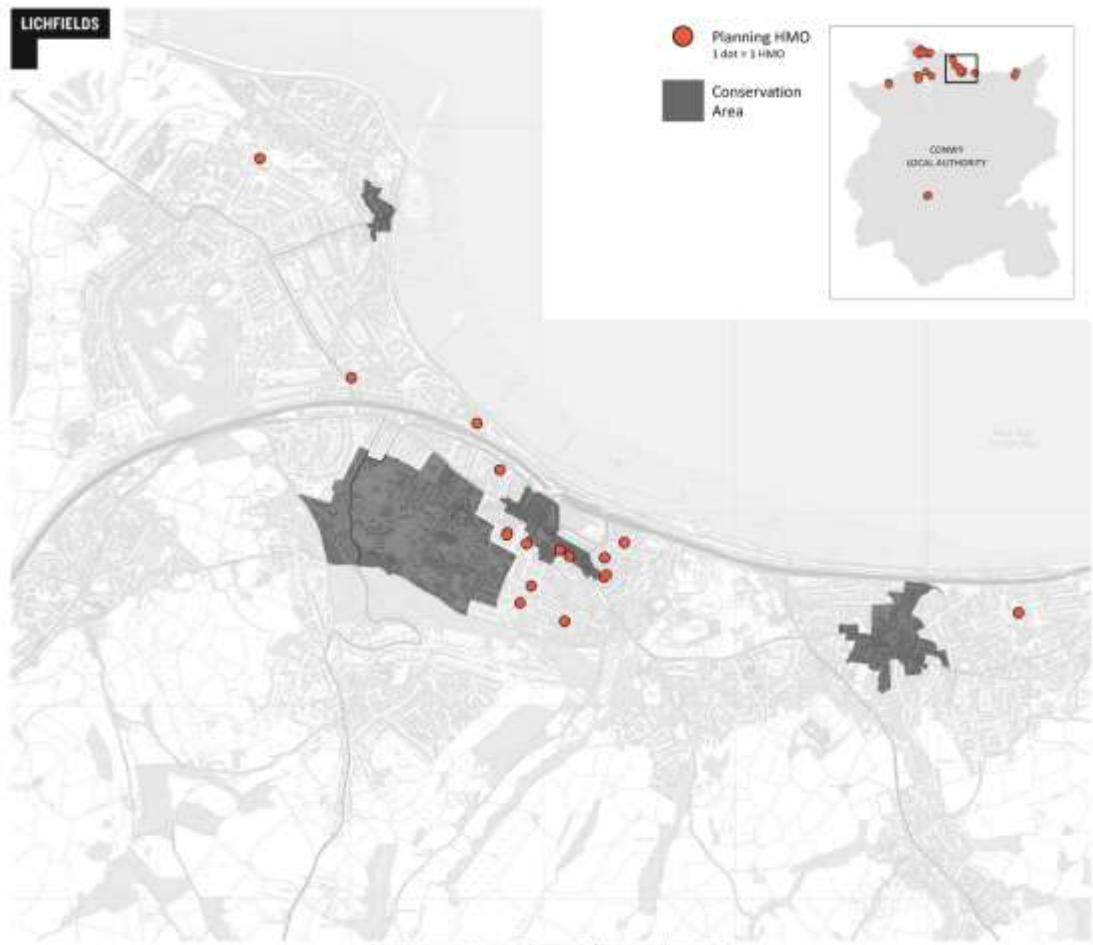 LICHFIELDS
Planning HMO
1 dot = 1 HMO
Conservation
Area
CONWY
LOCAL AUTHORITY